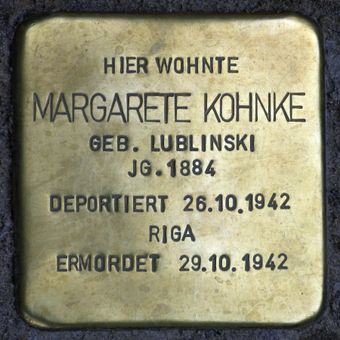 HIER WOHNTE
MARGARETE KOHNKE
GEB. LUBLINSKI
JG. 1884
DEPORTIERT 26.10.1942
RIGA
ERMORDET 29.10.1942